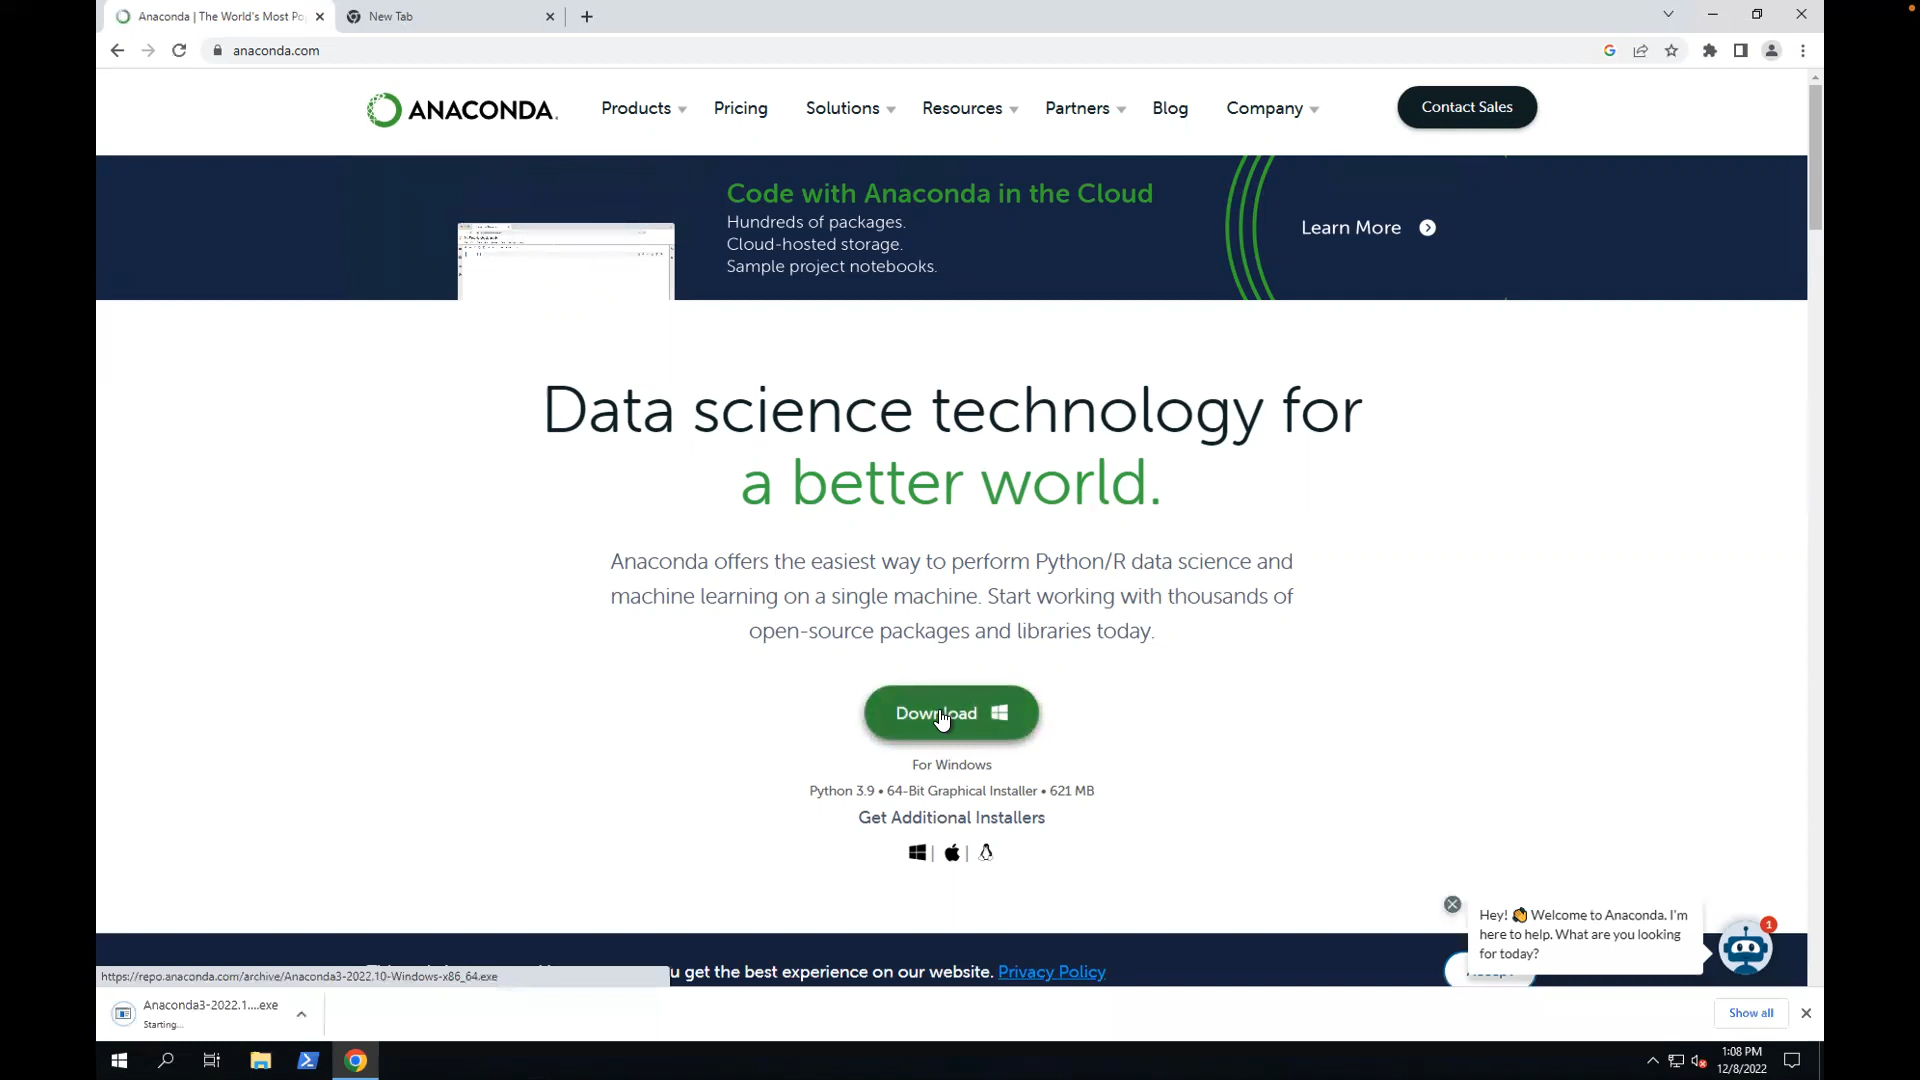 Anaconda | The World's Most Po
New Tab
anaconda.com
ANACONDA.
Products
Pricing
Solutions
Resources
Partners
Blog
Company
Contact Sales
Code with Anaconda in the Cloud
Hundreds of packages.
Cloud-hosted storage.
Sample project notebooks.
Learn More
Data science technology for
a better world.
Anaconda offers the easiest way to perform Python/R data science and
machine learning on a single machine. Start working with thousands of
open-source packages and libraries today.
Download
For Windows
Python 3.9 • 64-Bit Graphical Installer • 621 MB
Get Additional Installers
Hey! 👏 Welcome to Anaconda. I'm
here to help. What are you looking
for today?
1
u get the best experience on our website. Privacy Policy
https://repo.anaconda.com/archive/Anaconda3-2022.10-Windows-x86_64.exe
Anaconda3-2022.1....exe
Starting...
Show all
1:08 PM
12/8/2022